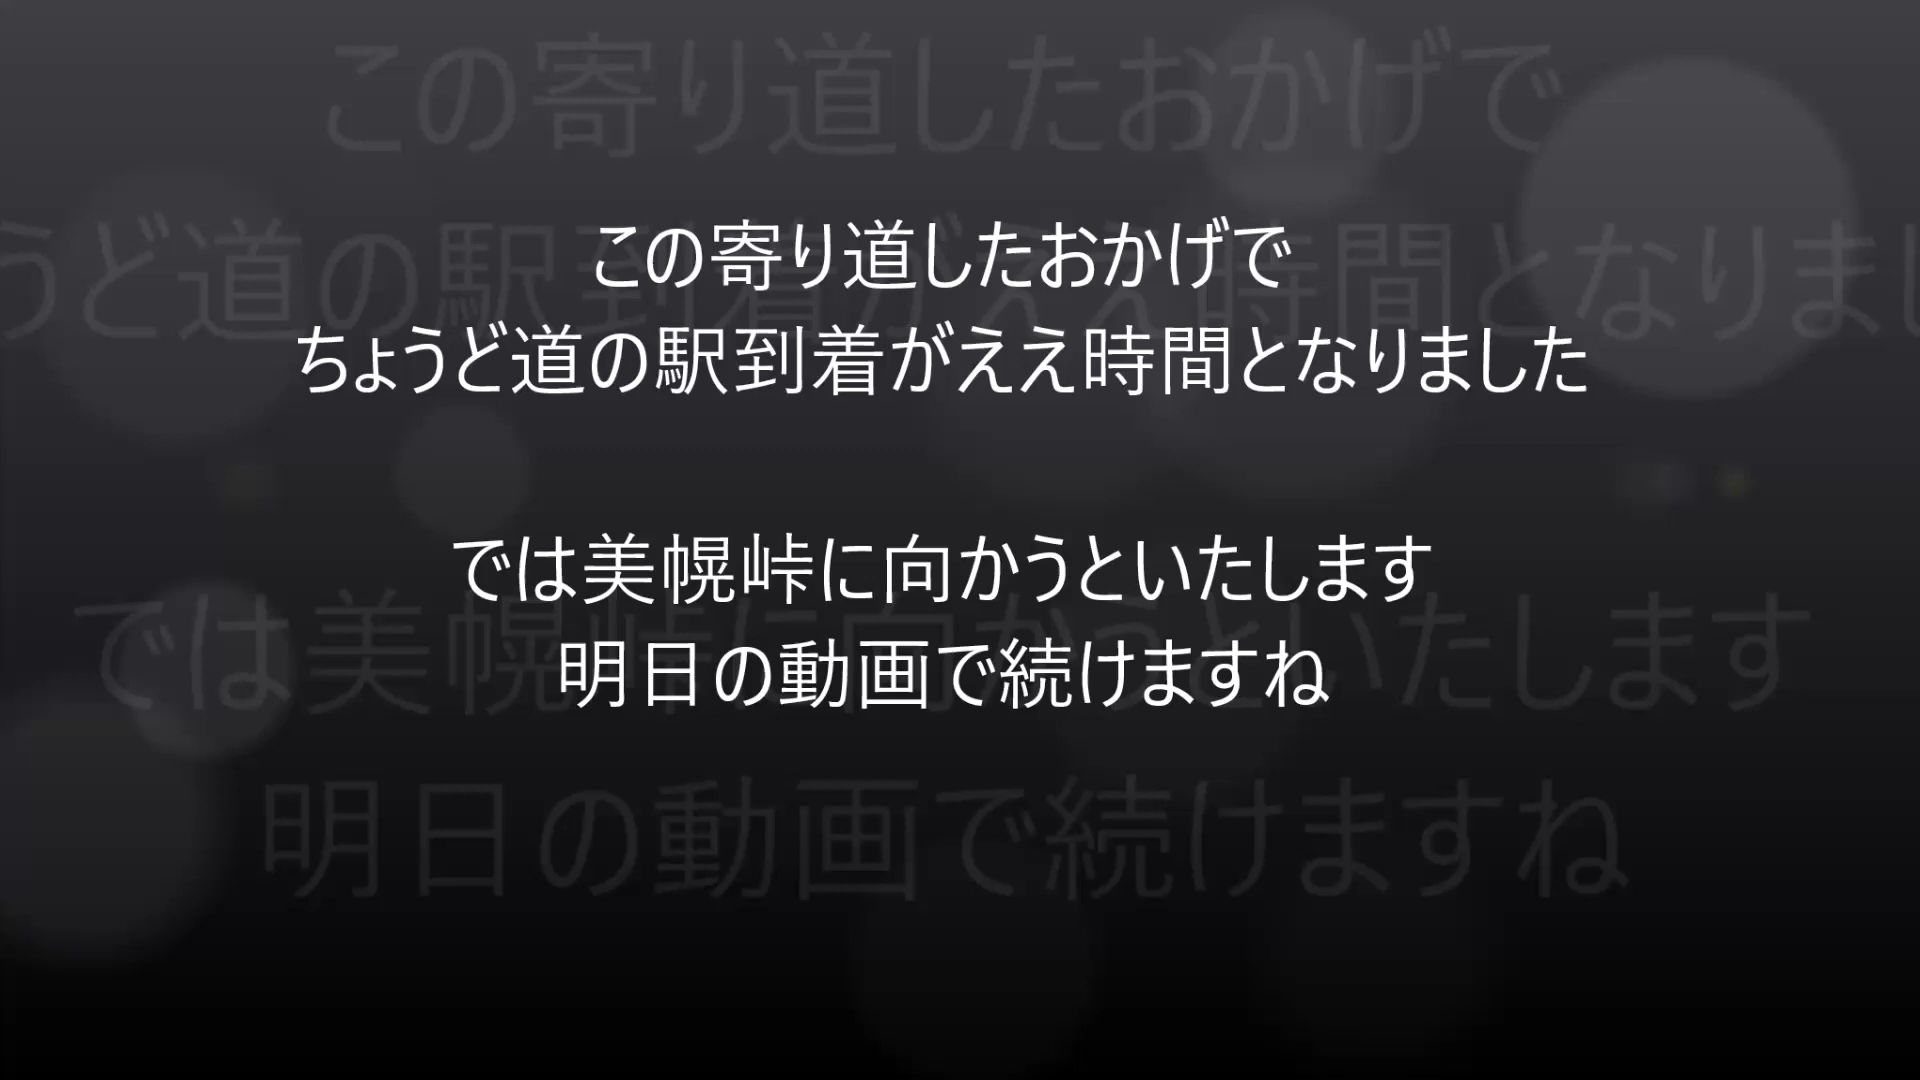 この寄り道したおかげで
ちょうど道の駅到着がええ時間となりました
では美幌峠に向かうといたします
明日の動画で続けますね